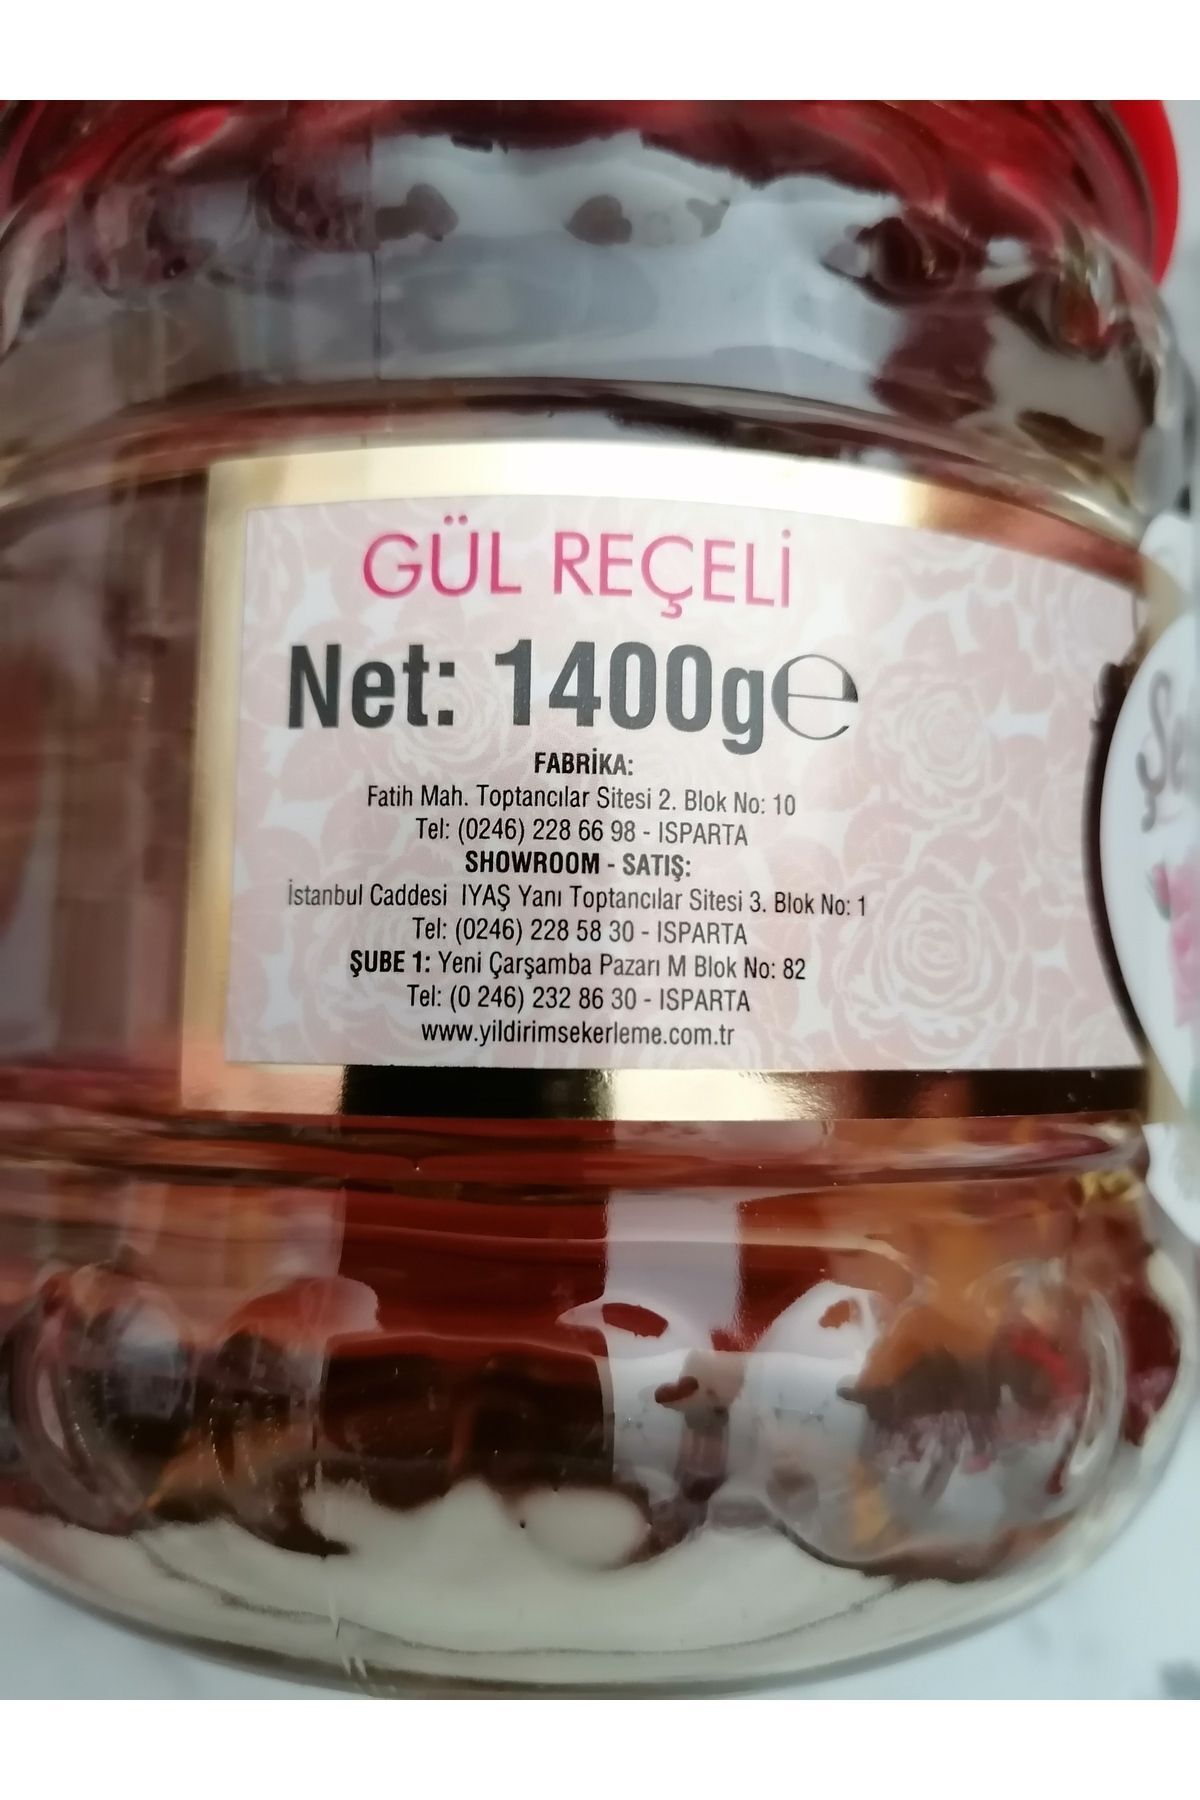 GÜL REÇELİ
Net: 1400g℮
FABRİKA:
Fatih Mah. Toptancılar Sitesi 2. Blok No: 10
Tel: (0246) 228 66 98 - ISPARTA
SHOWROOM - SATIŞ:
İstanbul Caddesi IYAŞ Yanı Toptancılar Sitesi 3. Blok No: 1
Tel: (0246) 228 58 30 - ISPARTA
ŞUBE 1: Yeni Çarşamba Pazarı M Blok No: 82
Tel: (0 246) 232 86 30 - ISPARTA
www.yildirimsekerleme.com.tr